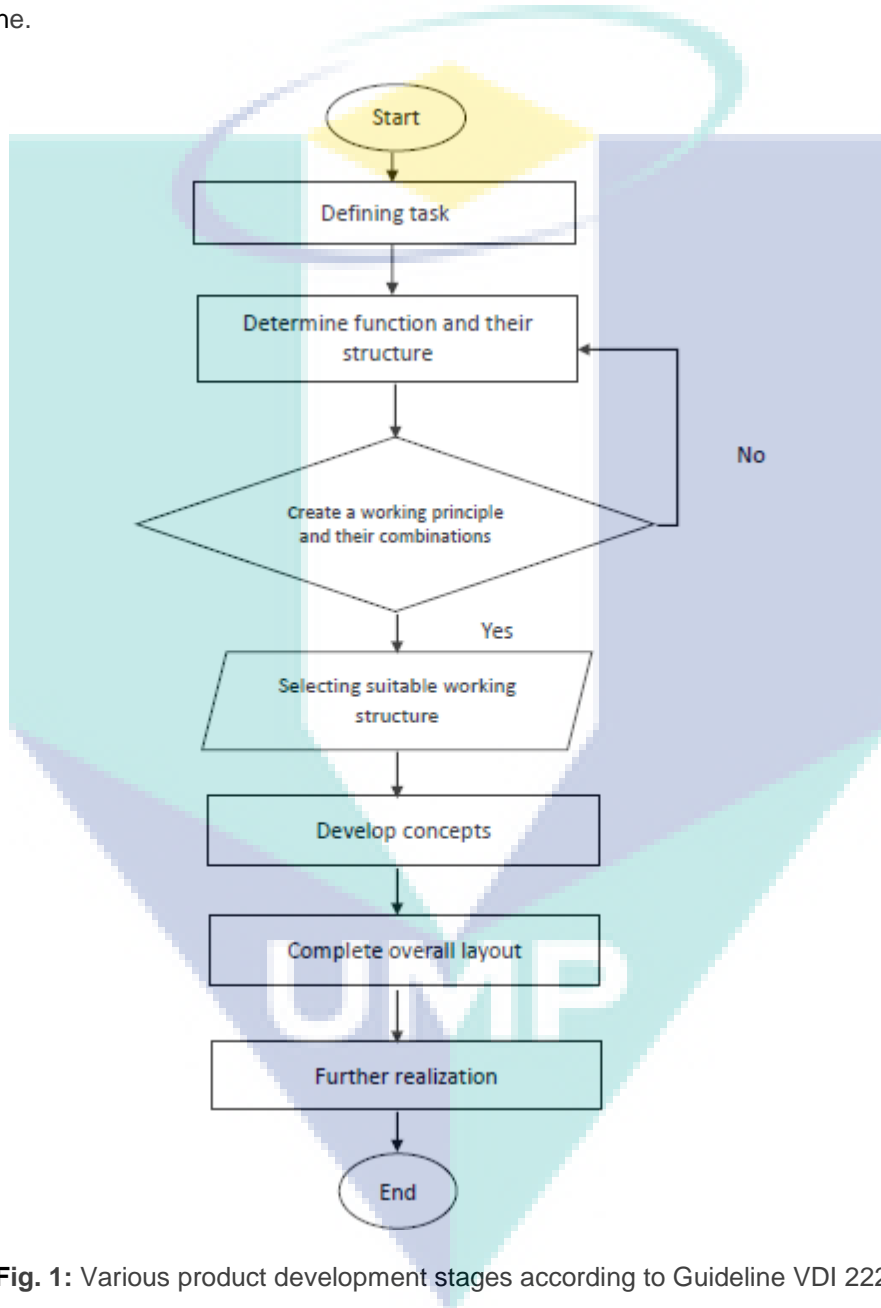 ne.
Start
Defining task
Determine function and their
structure
No
Create a working principle
and their combinations
Yes
Selecting suitable working
structure
Develop concepts
Complete overall layout
UMP
Further realization
End
Fig. 1: Various product development stages according to Guideline VDI 222